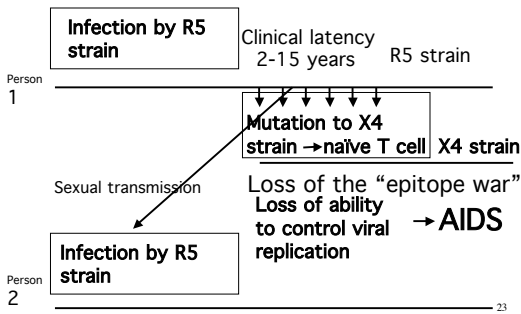 Infection by R5
strain
Clinical latency
2-15 years
R5 strain
Person
1
Mutation to X4
strain →naïve T cell
X4 strain
Sexual transmission
Loss of the “epitope war”
Loss of ability
to control viral
replication
→AIDS
Infection by R5
strain
Person
2
23